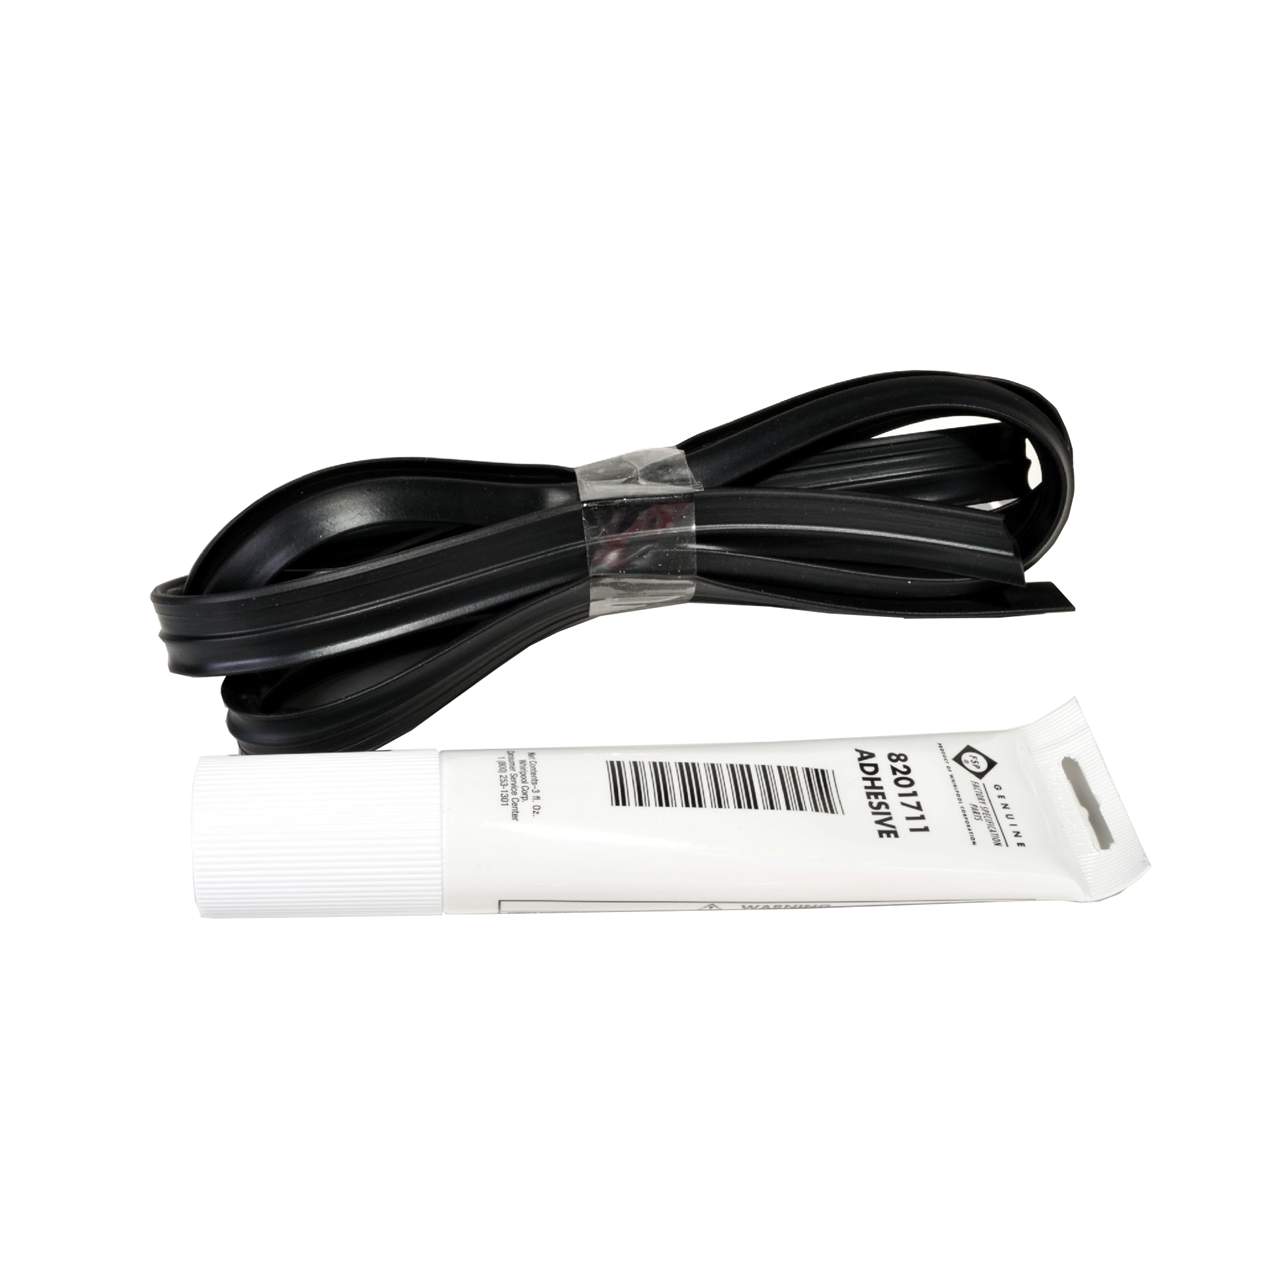 FSP
®
GENUINE
FACTORY SPECIFICATION
PARTS
PRODUCT OF WHIRLPOOL CORPORATION
8201711
ADHESIVE
Net Contents-3 fl. Oz.
Whirlpool Corp.
Consumer Service Center
1 (800) 253-1301
WARNING